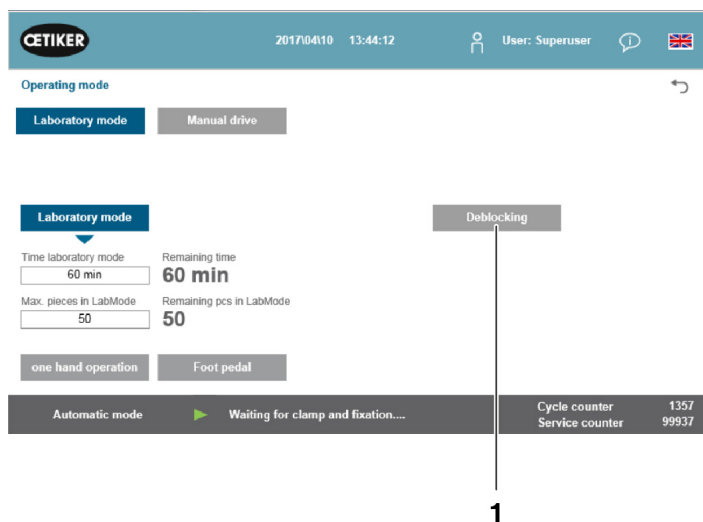 OETIKER
2017\04\10 13:44:12 User: Superuser
Operating mode
Laboratory mode Manual drive
Laboratory mode Deblocking
Time laboratory mode Remaining time
60 min 60 min
Max. pieces in LabMode Remaining pcs in LabMode
50 50
one hand operation Foot pedal
Automatic mode Waiting for clamp and fixation.... Cycle counter 1357
Service counter 99937
1